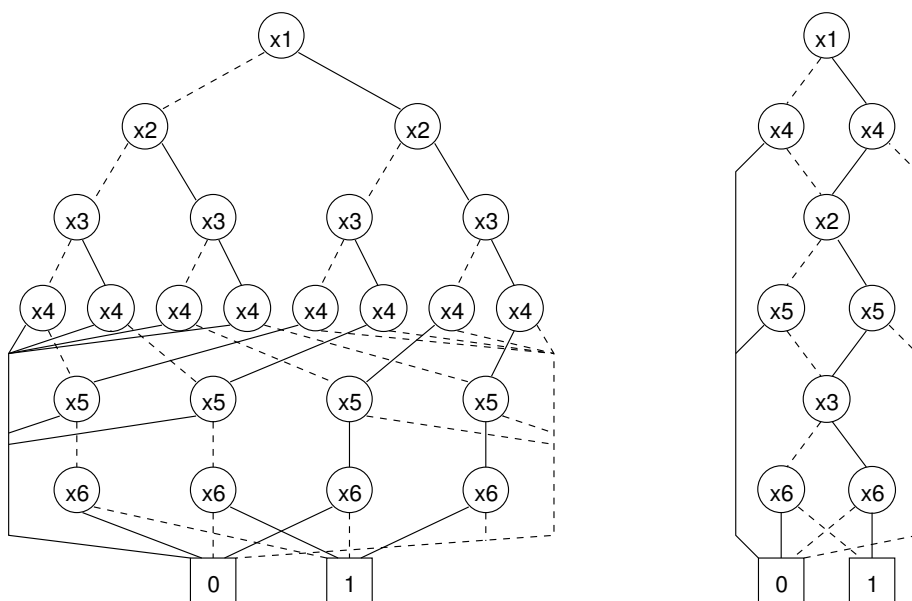 x1 x1
x2 x2 x4 x4
x3 x3 x3 x3 x2
x4 x4 x4 x4 x4 x4 x4 x4 x5 x5
x5 x5 x5 x5 x3
x6 x6 x6 x6 x6 x6
0 1 0 1